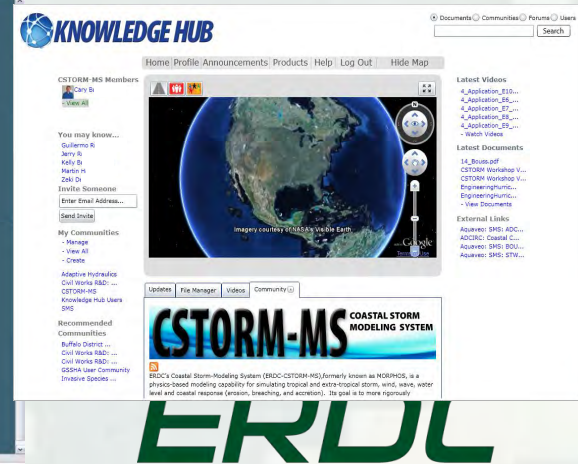 KNOWLEDGE HUB
Documents Communities Forums Users
Search
Home Profile Announcements Products Help Log Out Hide Map
CSTORM-MS Members
Cary B
- View All
You may know...
Guillermo R
Jerry R
Kelly B
Martin H
Zeki D
Invite Someone
Enter Email Address...
Send Invite
My Communities
- Manage
- View All
- Create
Adaptive Hydraulics
Civil Works R&D: ...
CSTORM-MS
Knowledge Hub Users
SMS
Recommended
Communities
Buffalo District ...
Civil Works R&D: ...
Civil Works R&D: ...
GSSHA User Community
Invasive Species ...
N
Imagery courtesy of NASA's Visible Earth
Google
Terms of Use
Updates File Manager Videos Community
CSTORM-MS COASTAL STORM
MODELING SYSTEM
ERDC's Coastal Storm-Modeling System (ERDC-CSTORM-MS),formerly known as MORPHOS, is a
physics-based modeling capability for simulating tropical and extra-tropical storm, wind, wave, water
level and coastal response (erosion, breaching, and accretion). Its goal is to more rigorously
Latest Videos
4_Application_E10...
4_Application_E6_...
4_Application_E7_...
4_Application_E8_...
4_Application_E9_...
- Watch Videos
Latest Documents
14_Bouss.pdf
CSTORM Workshop V...
CSTORM Workshop V...
EngineeringHurric...
EngineeringHurric...
- View Documents
External Links
Aquaveo: SMS: ADC...
ADCIRC: Coastal C...
Aquaveo: SMS: BOU...
Aquaveo: SMS: STW...
ERDC